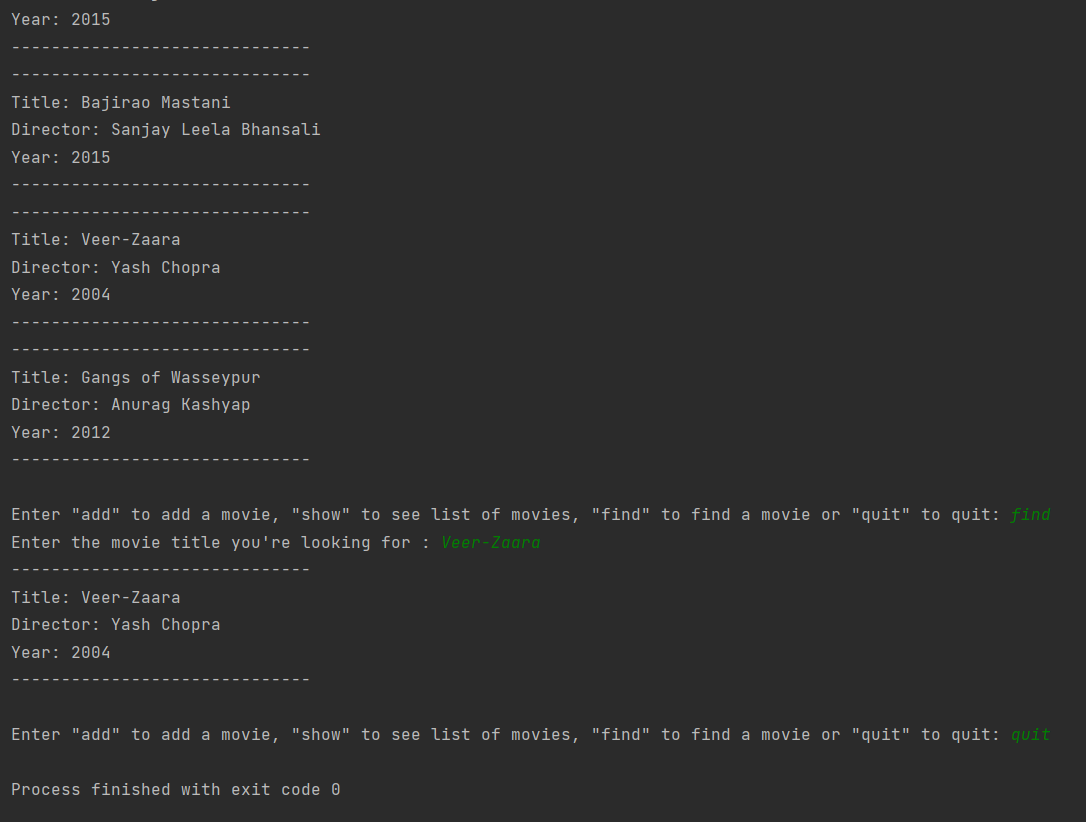 Year: 2015
------------------------------
------------------------------
Title: Bajirao Mastani
Director: Sanjay Leela Bhansali
Year: 2015
------------------------------
------------------------------
Title: Veer-Zaara
Director: Yash Chopra
Year: 2004
------------------------------
------------------------------
Title: Gangs of Wasseypur
Director: Anurag Kashyap
Year: 2012
------------------------------
Enter "add" to add a movie, "show" to see list of movies, "find" to find a movie or "quit" to quit: find
Enter the movie title you're looking for : Veer-Zaara
------------------------------
Title: Veer-Zaara
Director: Yash Chopra
Year: 2004
------------------------------
Enter "add" to add a movie, "show" to see list of movies, "find" to find a movie or "quit" to quit: quit
Process finished with exit code 0